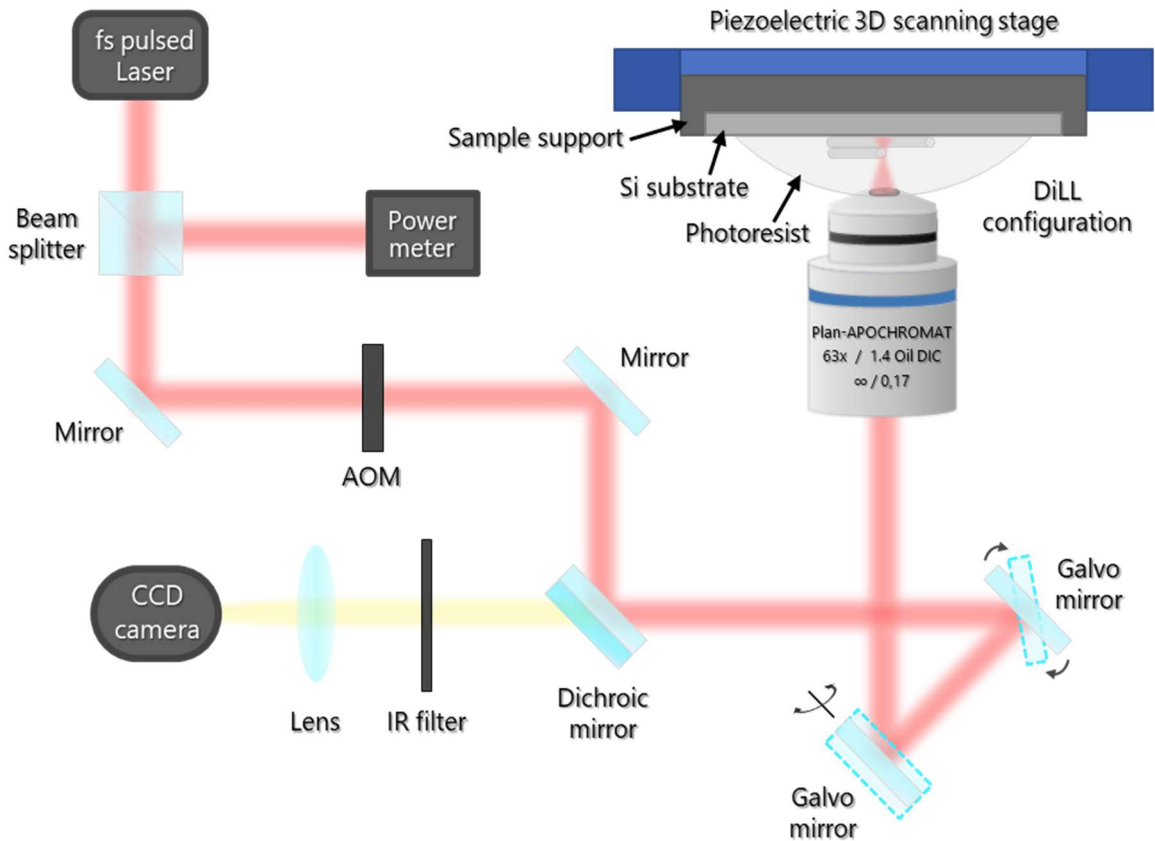 fs pulsed
Laser
Piezoelectric 3D scanning stage
Sample support
Si substrate
Photoresist
DiLL
configuration
Beam
splitter
Power
meter
Plan-APOCHROMAT
63x / 1.4 Oil DIC
∞ / 0,17
Mirror
Mirror
AOM
CCD
camera
Lens
IR filter
Dichroic
mirror
Galvo
mirror
Galvo
mirror